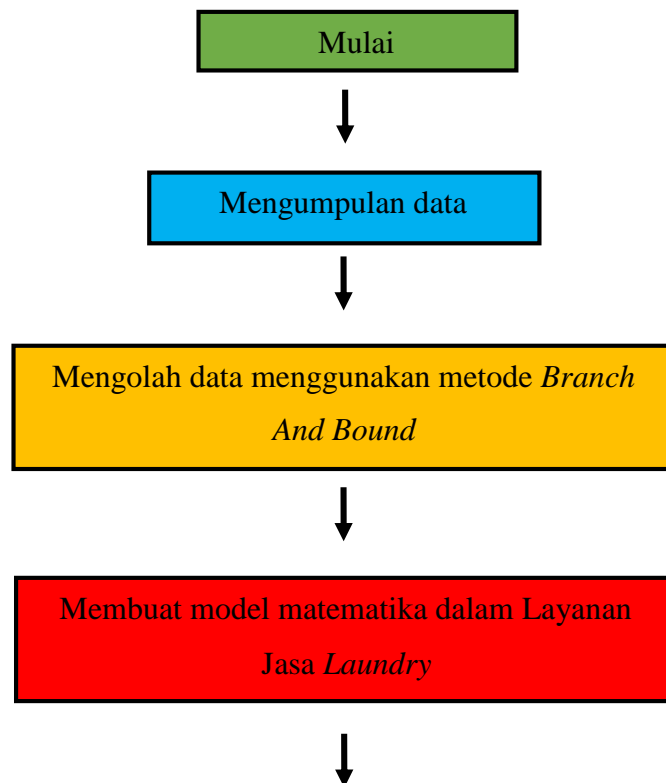 Mulai
Mengumpulan data
Mengolah data menggunakan metode Branch
And Bound
Membuat model matematika dalam Layanan
Jasa Laundry